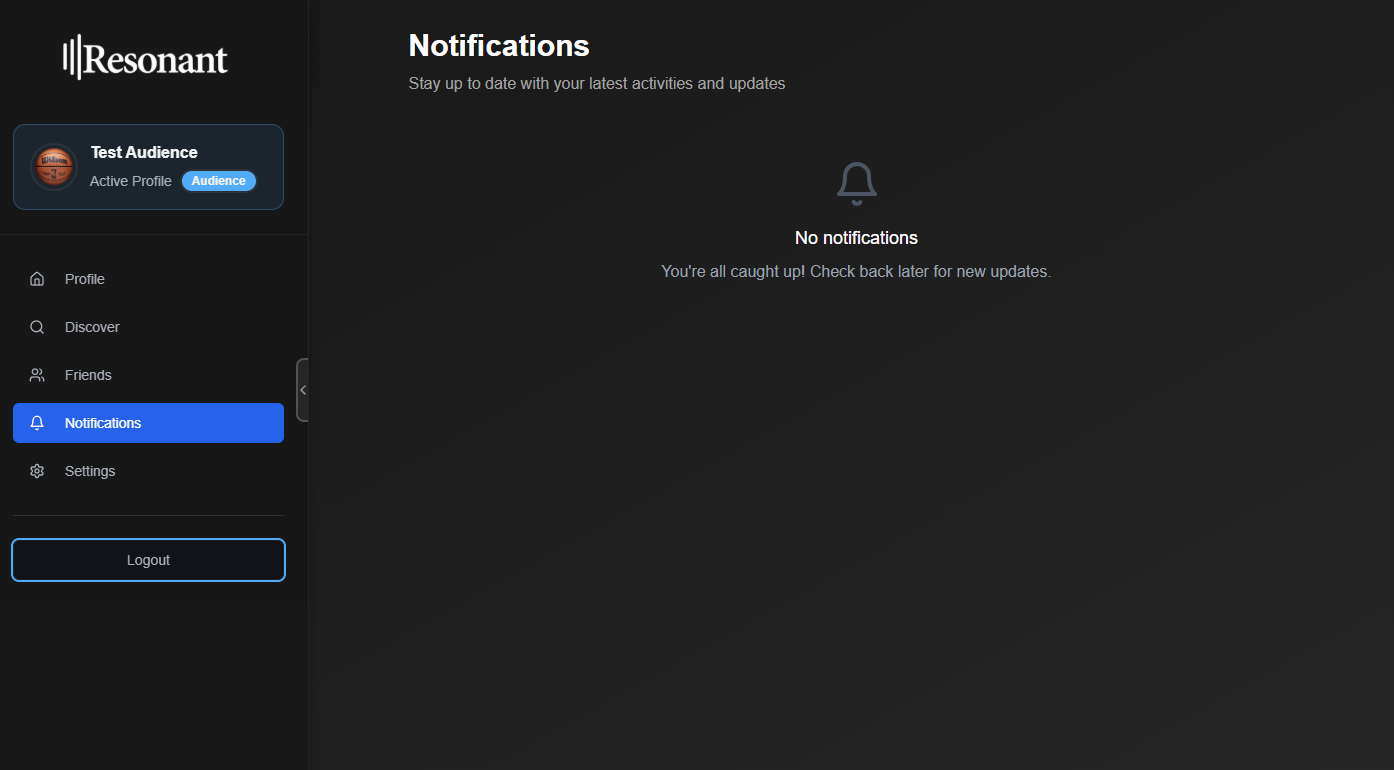 Resonant
Test Audience
Active Profile Audience
Profile
Discover
Friends
Notifications
Settings
Logout
Notifications
Stay up to date with your latest activities and updates
No notifications
You're all caught up! Check back later for new updates.